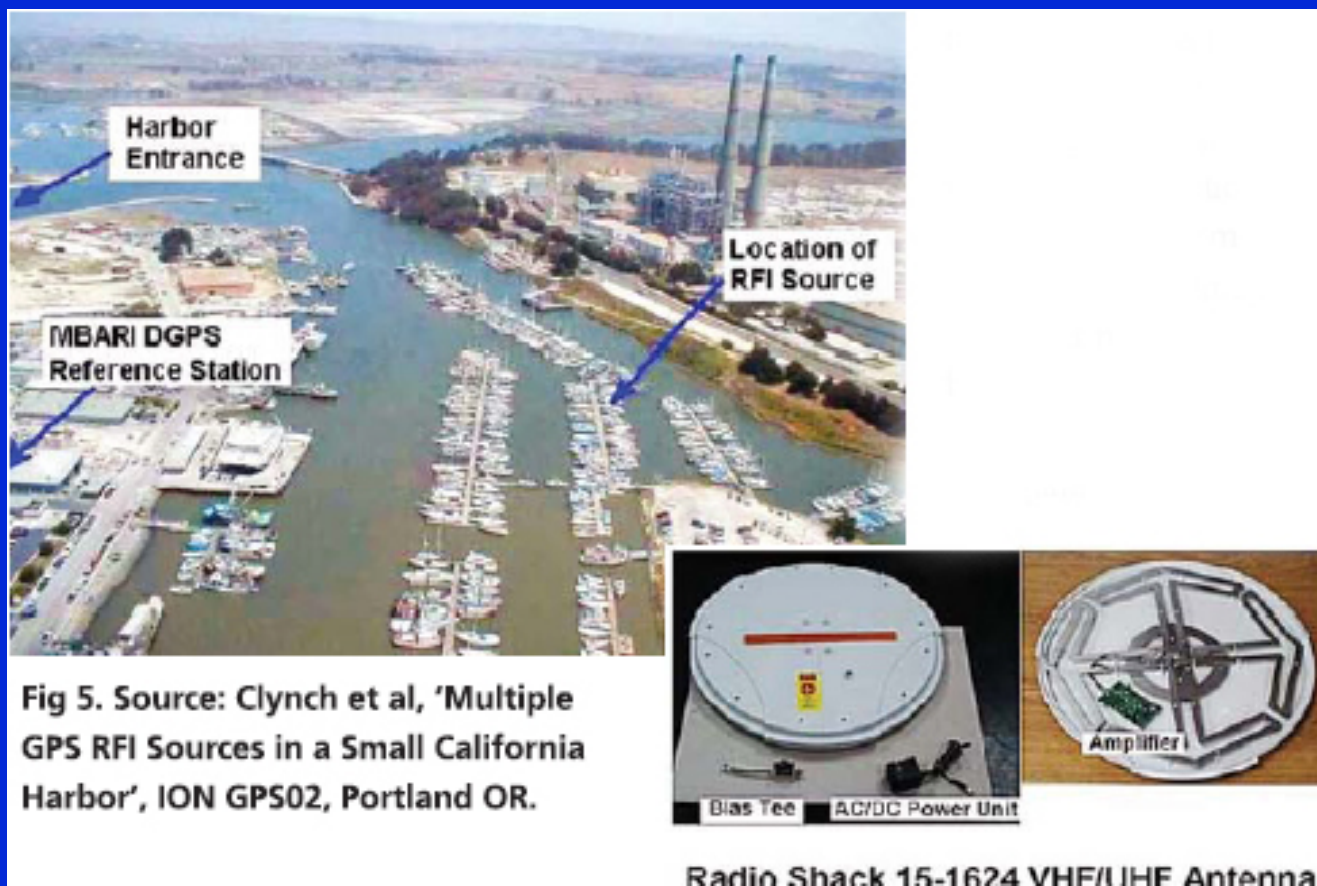 Harbor
Entrance
Location of
RFI Source
MBARI DGPS
Reference Station
Fig 5. Source: Clynch et al, ‘Multiple
GPS RFI Sources in a Small California
Harbor’, ION GPS02, Portland OR.
Amplifier
Bias Tee
AC/DC Power Unit
Radio Shack 15-1624 VHF/UHF Antenna